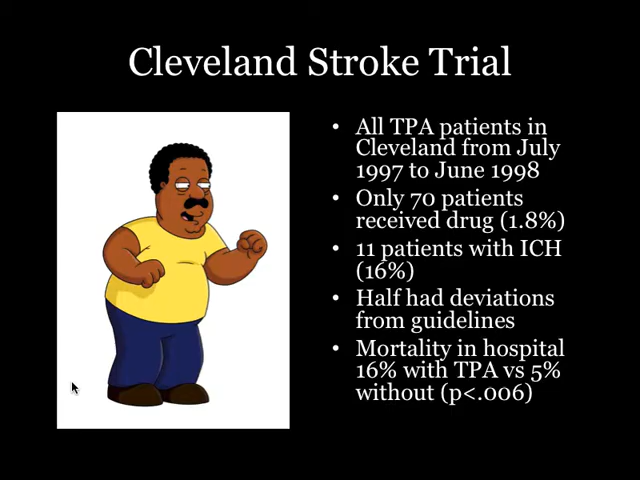 Cleveland Stroke Trial
• All TPA patients in
Cleveland from July
1997 to June 1998
• Only 70 patients
received drug (1.8%)
• 11 patients with ICH
(16%)
• Half had deviations
from guidelines
• Mortality in hospital
16% with TPA vs 5%
without (p<.006)